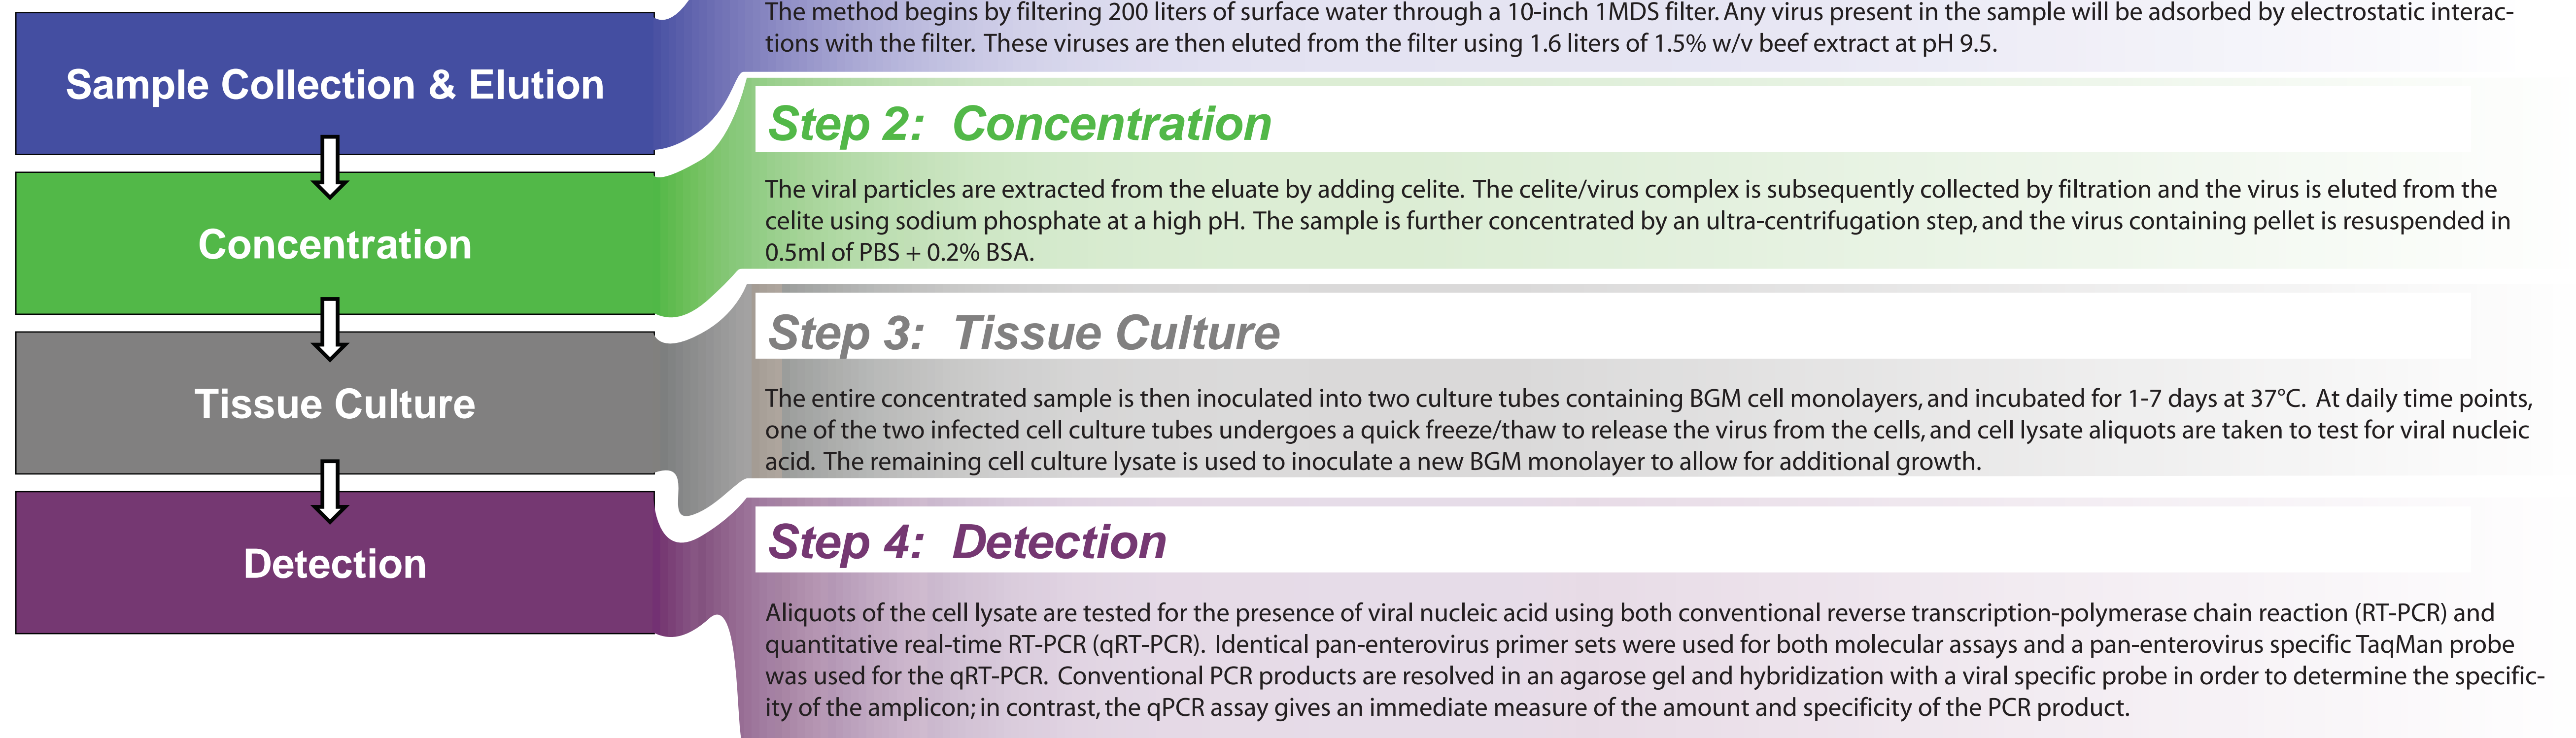 Sample Collection & Elution
Concentration
Tissue Culture
Detection
The method begins by filtering 200 liters of surface water through a 10-inch 1MDS filter. Any virus present in the sample will be adsorbed by electrostatic interac-
tions with the filter.  These viruses are then eluted from the filter using 1.6 liters of 1.5% w/v beef extract at pH 9.5.
Step 2:  Concentration
The viral particles are extracted from the eluate by adding celite.  The celite/virus complex is subsequently collected by filtration and the virus is eluted from the
celite using sodium phosphate at a high pH.  The sample is further concentrated by an ultra-centrifugation step, and the virus containing pellet is resuspended in
0.5ml of PBS + 0.2% BSA.
Step 3:  Tissue Culture
The entire concentrated sample is then inoculated into two culture tubes containing BGM cell monolayers, and incubated for 1-7 days at 37°C.  At daily time points,
one of the two infected cell culture tubes undergoes a quick freeze/thaw to release the virus from the cells, and cell lysate aliquots are taken to test for viral nucleic
acid.  The remaining cell culture lysate is used to inoculate a new BGM monolayer to allow for additional growth.
Step 4:  Detection
Aliquots of the cell lysate are tested for the presence of viral nucleic acid using both conventional reverse transcription-polymerase chain reaction (RT-PCR) and
quantitative real-time RT-PCR (qRT-PCR).  Identical pan-enterovirus primer sets were used for both molecular assays and a pan-enterovirus specific TaqMan probe
was used for the qRT-PCR.  Conventional PCR products are resolved in an agarose gel and hybridization with a viral specific probe in order to determine the specific-
ity of the amplicon; in contrast, the qPCR assay gives an immediate measure of the amount and specificity of the PCR product.